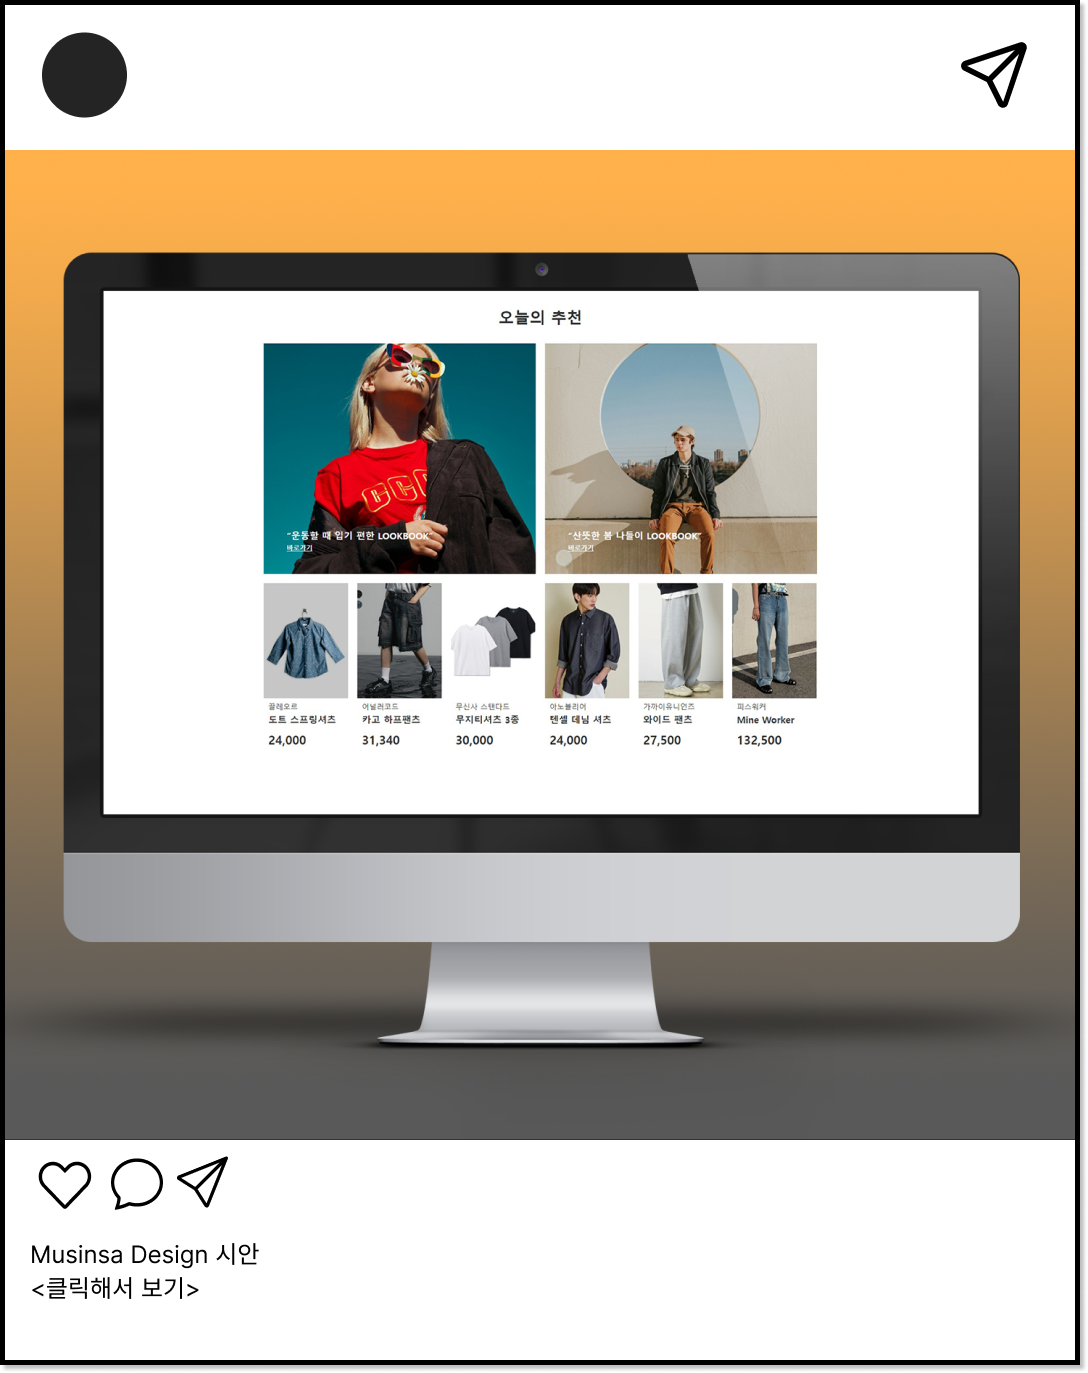 오늘의 추천
"운동할 때 입기 편한 LOOKBOOK"
바로가기
"산뜻한 봄 나들이 LOOKBOOK"
바로가기
끌레오르
도트 스프링셔츠
24,000
어널러코드
카고 하프팬츠
31,340
무신사 스탠다드
무지티셔츠 3종
30,000
아노블리어
텐셀 데님 셔츠
24,000
가까이유니언즈
와이드 팬츠
27,500
피스워커
Mine Worker
132,500
Musinsa Design 시안
<클릭해서 보기>